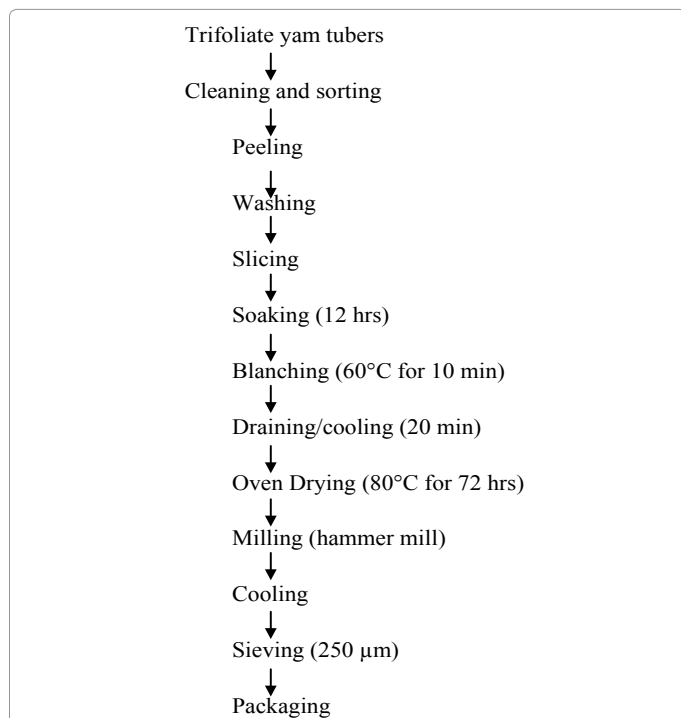 Trifoliate yam tubers
Cleaning and sorting
Peeling
Washing
Slicing
Soaking (12 hrs)
Blanching (60°C for 10 min)
Draining/cooling (20 min)
Oven Drying (80°C for 72 hrs)
Milling (hammer mill)
Cooling
Sieving (250 µm)
Packaging